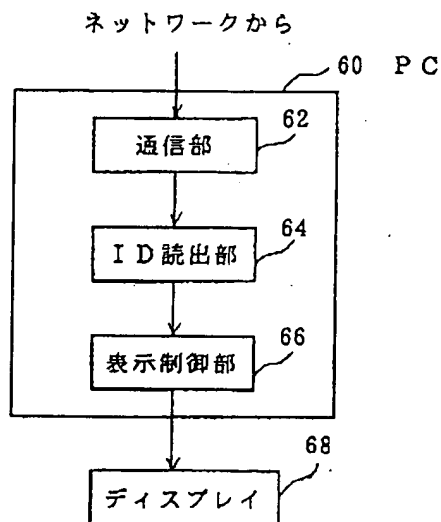 ネットワークから
60 PC
62
通信部
64
ID読出部
66
表示制御部
68
ディスプレイ